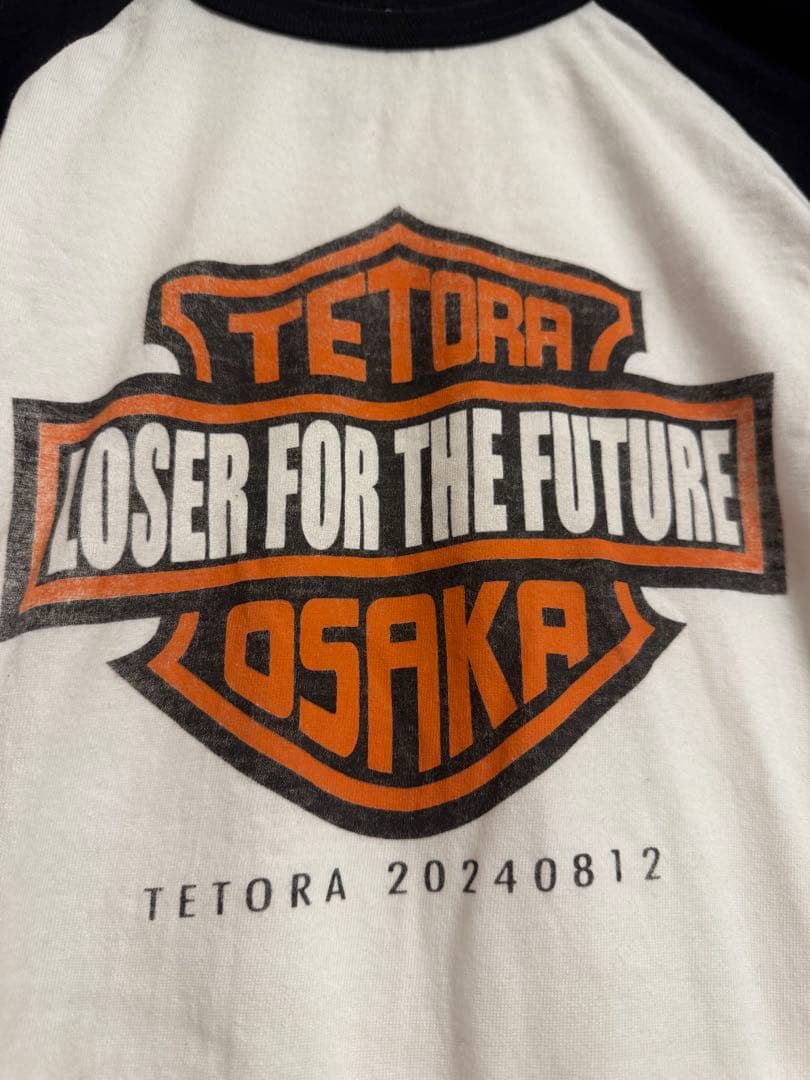 TETORA
LOSER FOR THE FUTURE
OSAKA
TETORA 20240812